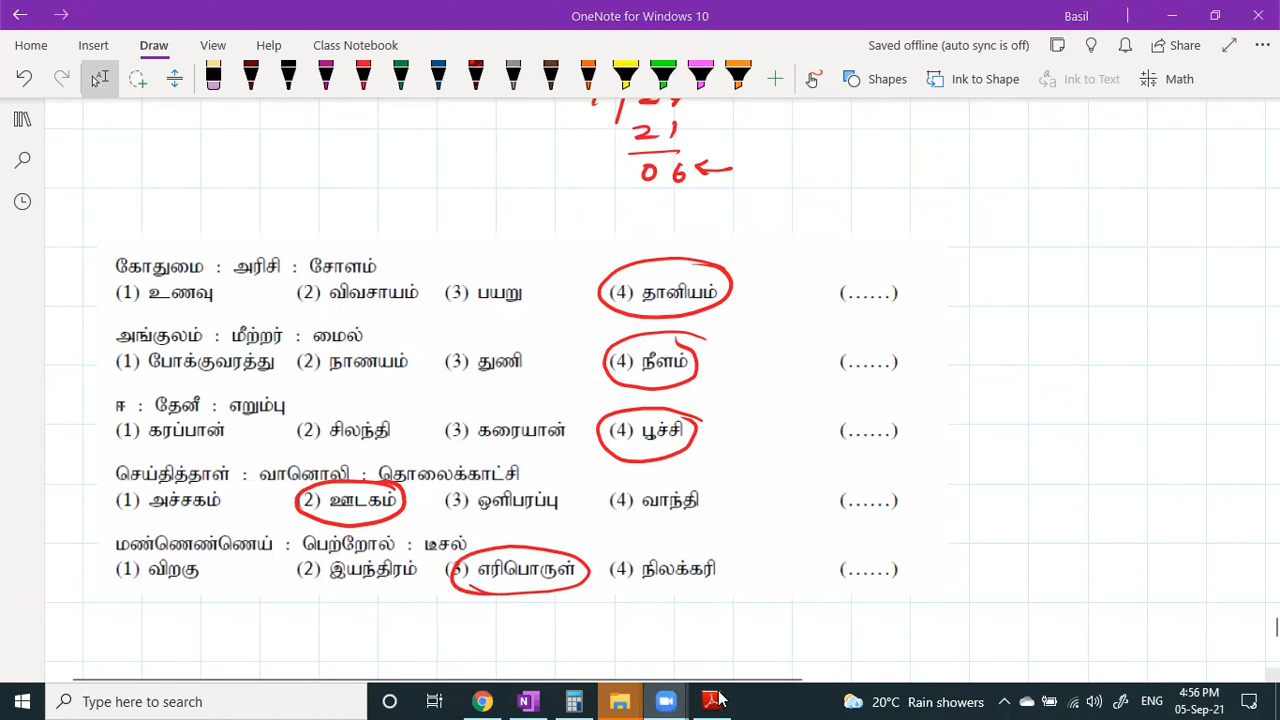 OneNote for Windows 10
Basil
Home Insert Draw View Help Class Notebook
Saved offline (auto sync is off) Share
Shapes Ink to Shape Ink to Text Math
21
06 ←
கோதுமை : அரிசி : சோளம்
(1) உணவு (2) விவசாயம் (3) பயறு (4) தானியம் (......)
அங்குலம் : மீற்றர் : மைல்
(1) போக்குவரத்து (2) நாணயம் (3) துணி (4) நீளம் (......)
ஈ : தேனீ : எறும்பு
(1) கரப்பான் (2) சிலந்தி (3) கரையான் (4) பூச்சி (......)
செய்தித்தாள் : வானொலி : தொலைக்காட்சி
(1) அச்சகம் (2) ஊடகம் (3) ஒளிபரப்பு (4) வாந்தி (......)
மண்ணெண்ணெய் : பெற்றோல் : டீசல்
(1) விறகு (2) இயந்திரம் (3) எரிபொருள் (4) நிலக்கரி (......)
Type here to search
20°C Rain showers
ENG
4:56 PM
05-Sep-21